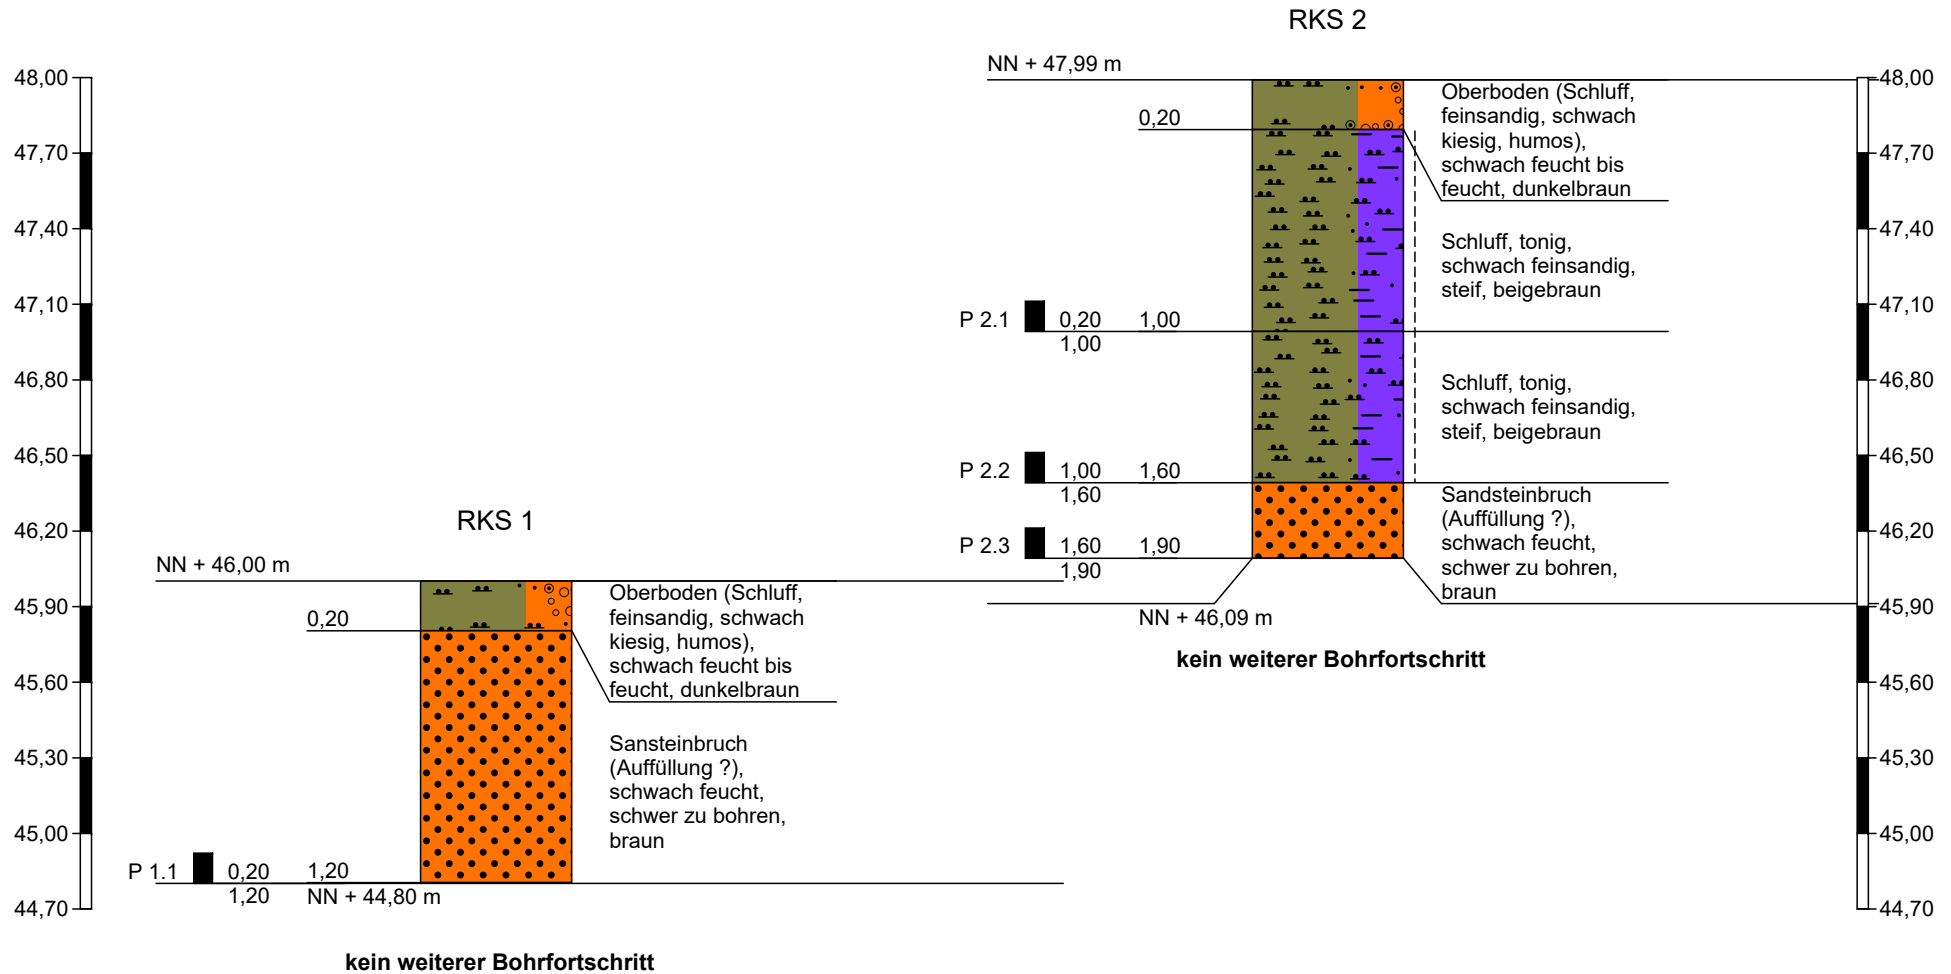 RKS 2
NN + 47,99 m
48,00
47,70
47,40
47,10
46,80
46,50
46,20
45,90
45,60
45,30
45,00
44,70
RKS 1
NN + 46,00 m
0,20
Oberboden (Schluff,
feinsandig, schwach
kiesig, humos),
schwach feucht bis
feucht, dunkelbraun
Sansteinbruch
(Auffüllung ?),
schwach feucht,
schwer zu bohren,
braun
P 1.1 0,20 1,20
1,20 NN + 44,80 m
kein weiterer Bohrfortschritt
0,20
Oberboden (Schluff,
feinsandig, schwach
kiesig, humos),
schwach feucht bis
feucht, dunkelbraun
Schluff, tonig,
schwach feinsandig,
steif, beigebraun
P 2.1 0,20 1,00
1,00
Schluff, tonig,
schwach feinsandig,
steif, beigebraun
P 2.2 1,00 1,60
1,60
Sandsteinbruch
(Auffüllung ?),
schwach feucht,
schwer zu bohren,
braun
P 2.3 1,60 1,90
1,90
NN + 46,09 m
kein weiterer Bohrfortschritt
48,00
47,70
47,40
47,10
46,80
46,50
46,20
45,90
45,60
45,30
45,00
44,70